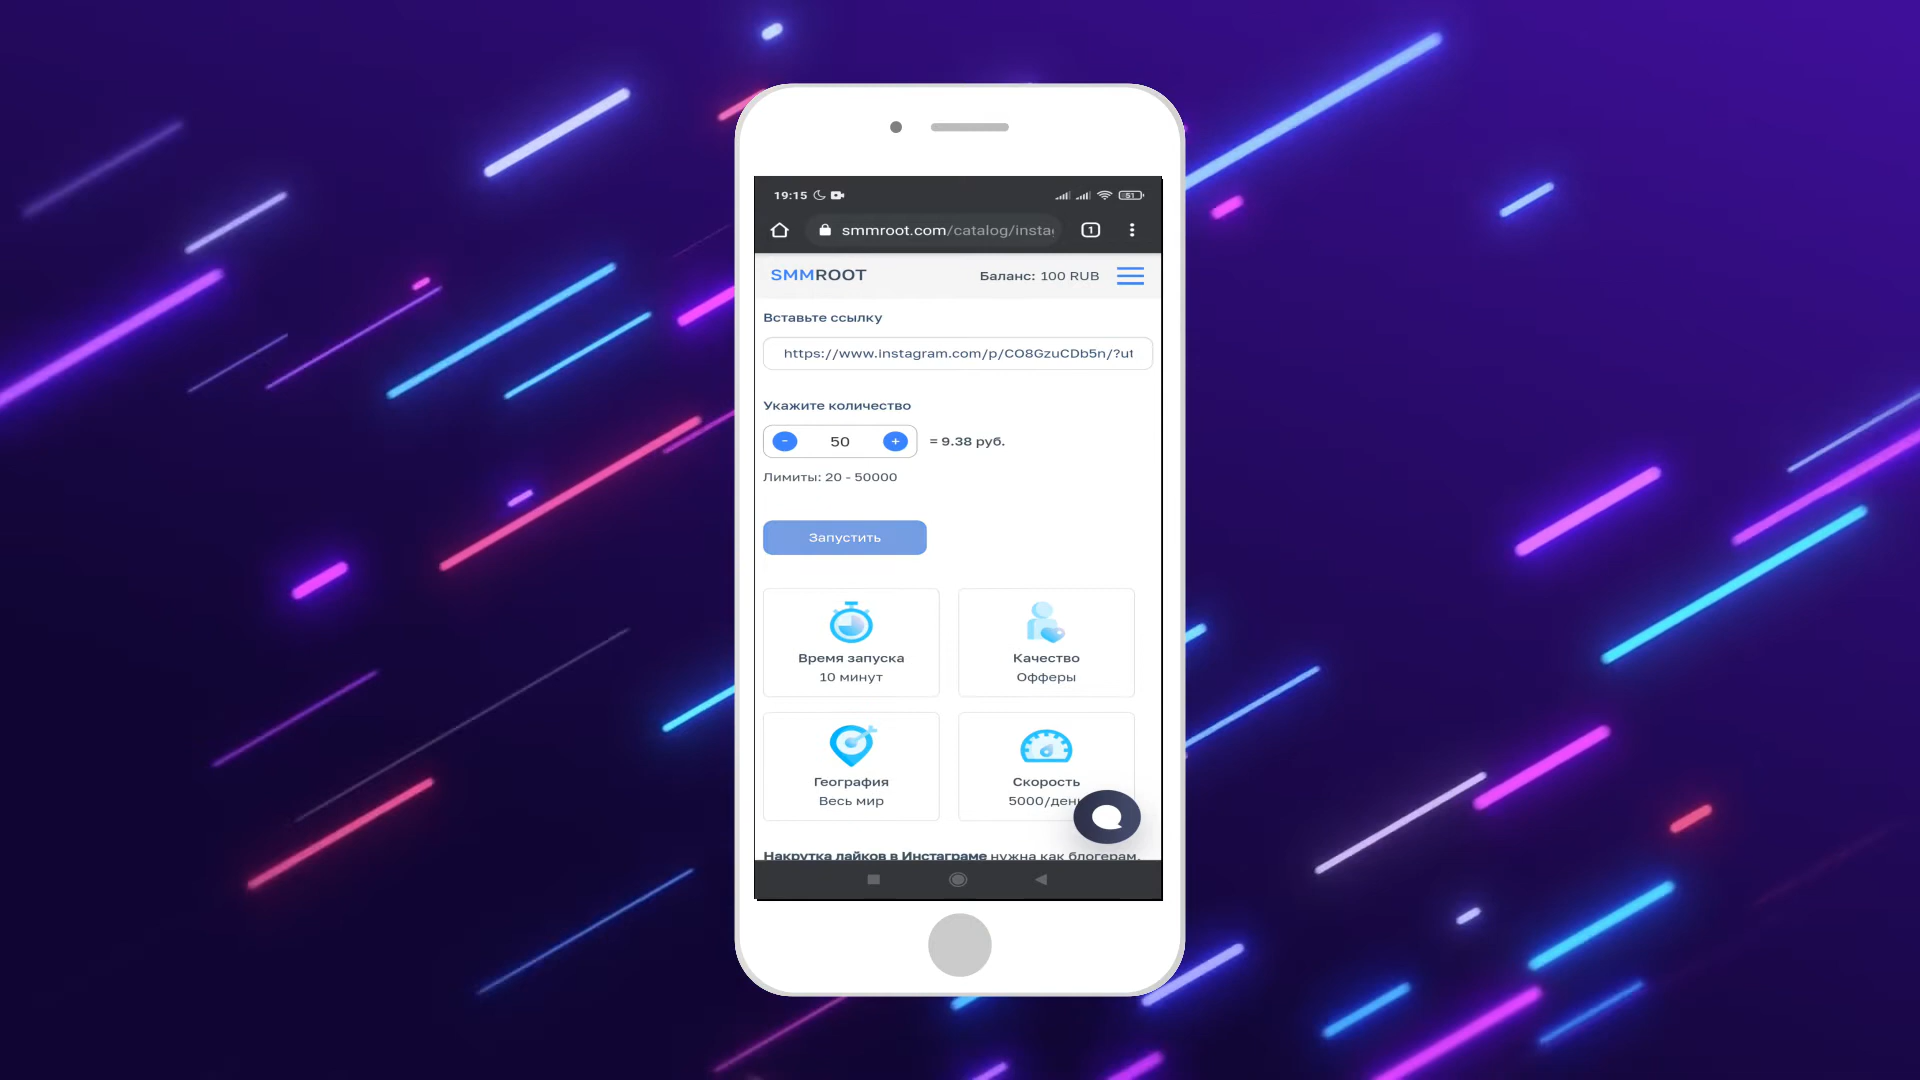 19:15
51
smmroot.com/catalog/insta
1
SMMROOT
Баланс: 100 RUB
Вставьте ссылку
https://www.instagram.com/p/CO8GzuCDb5n/?ut
Укажите количество
- 50 + = 9.38 руб.
Лимиты: 20 - 50000
Запустить
Время запуска
10 минут
Качество
Офферы
География
Весь мир
Скорость
5000/день
Накрутка лайков в Инстаграме нужна как блогерам,